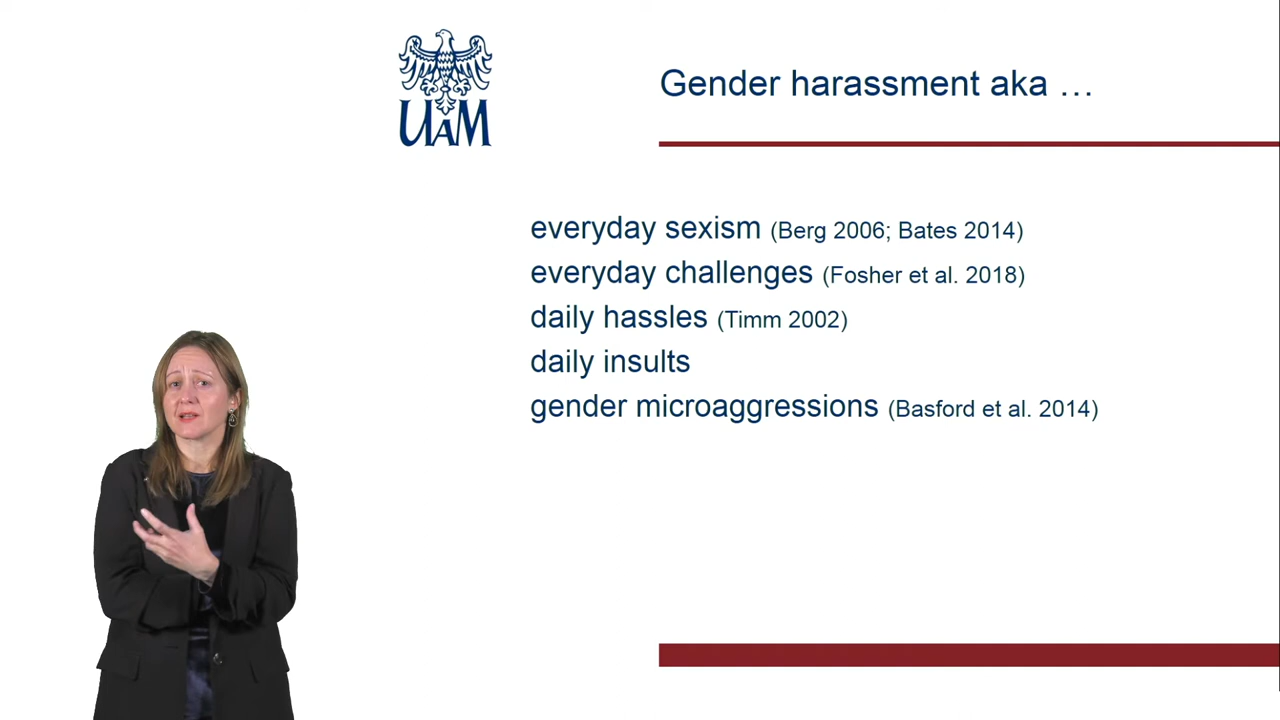 UAM
Gender harassment aka …
everyday sexism (Berg 2006; Bates 2014)
everyday challenges (Fosher et al. 2018)
daily hassles (Timm 2002)
daily insults
gender microaggressions (Basford et al. 2014)